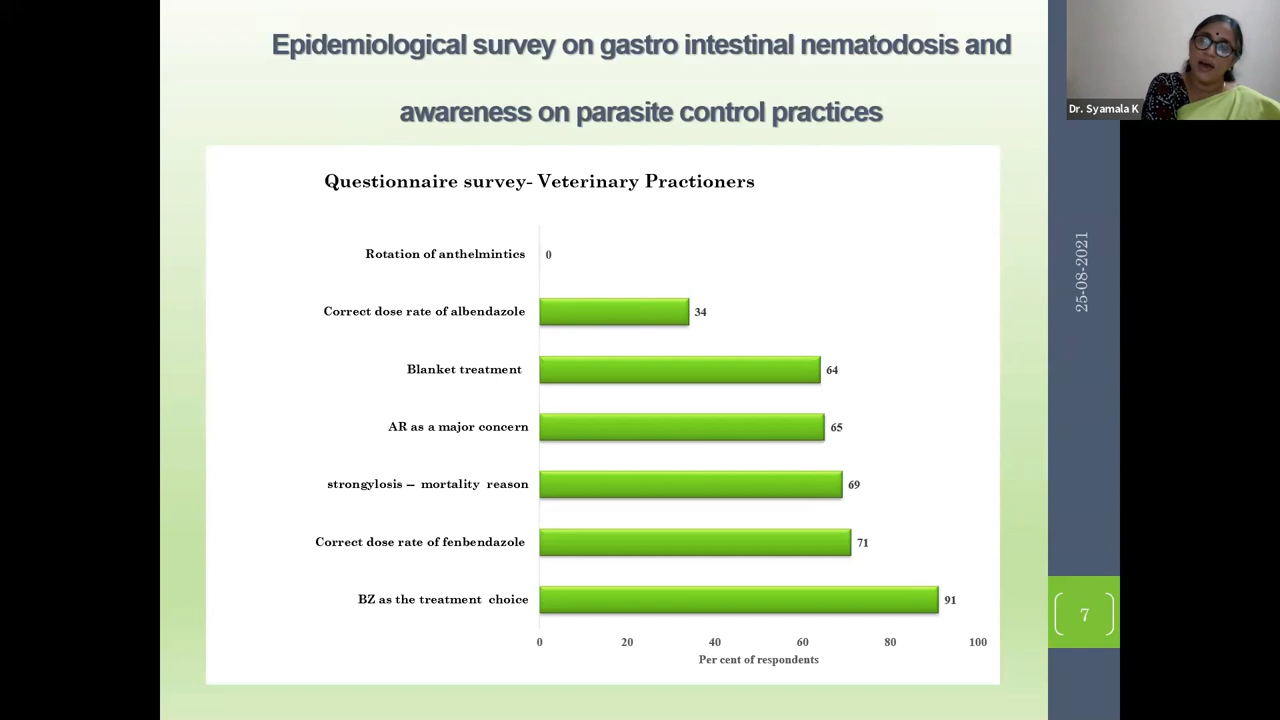 Epidemiological survey on gastro intestinal nematodosis and
awareness on parasite control practices
Dr. Syamala K
25-08-2021
Questionnaire survey- Veterinary Practioners
Rotation of anthelmintics 0
Correct dose rate of albendazole 34
Blanket treatment 64
AR as a major concern 65
strongylosis – mortality reason 69
Correct dose rate of fenbendazole 71
BZ as the treatment choice 91
0 20 40 60 80 100
Per cent of respondents
7